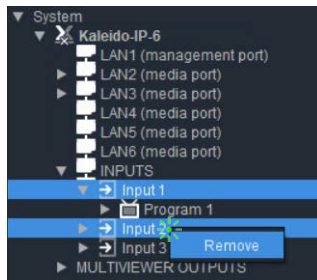 System
Kaleido-IP-6
LAN1 (management port)
LAN2 (media port)
LAN3 (media port)
LAN4 (media port)
LAN5 (media port)
LAN6 (media port)
INPUTS
Input 1
Program 1
Input 2
Remove
Input 3
MULTIVIEWER OUTPUTS